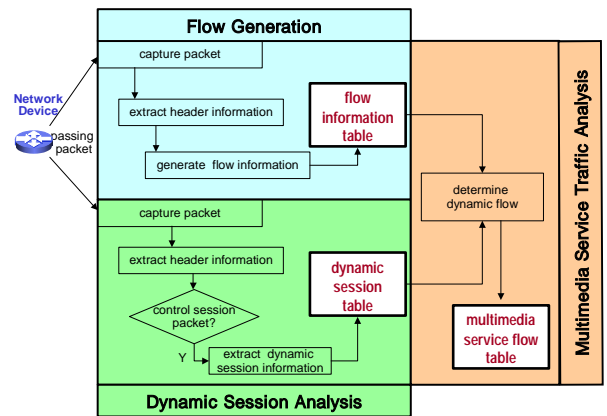 Flow Generation
capture packet
Network
Device
passing
packet
extract header information
generate flow information
flow
information
table
capture packet
extract header information
control session
packet?
Y
extract dynamic
session information
dynamic
session
table
Dynamic Session Analysis
determine
dynamic flow
multimedia
service flow
table
Multimedia Service Traffic Analysis